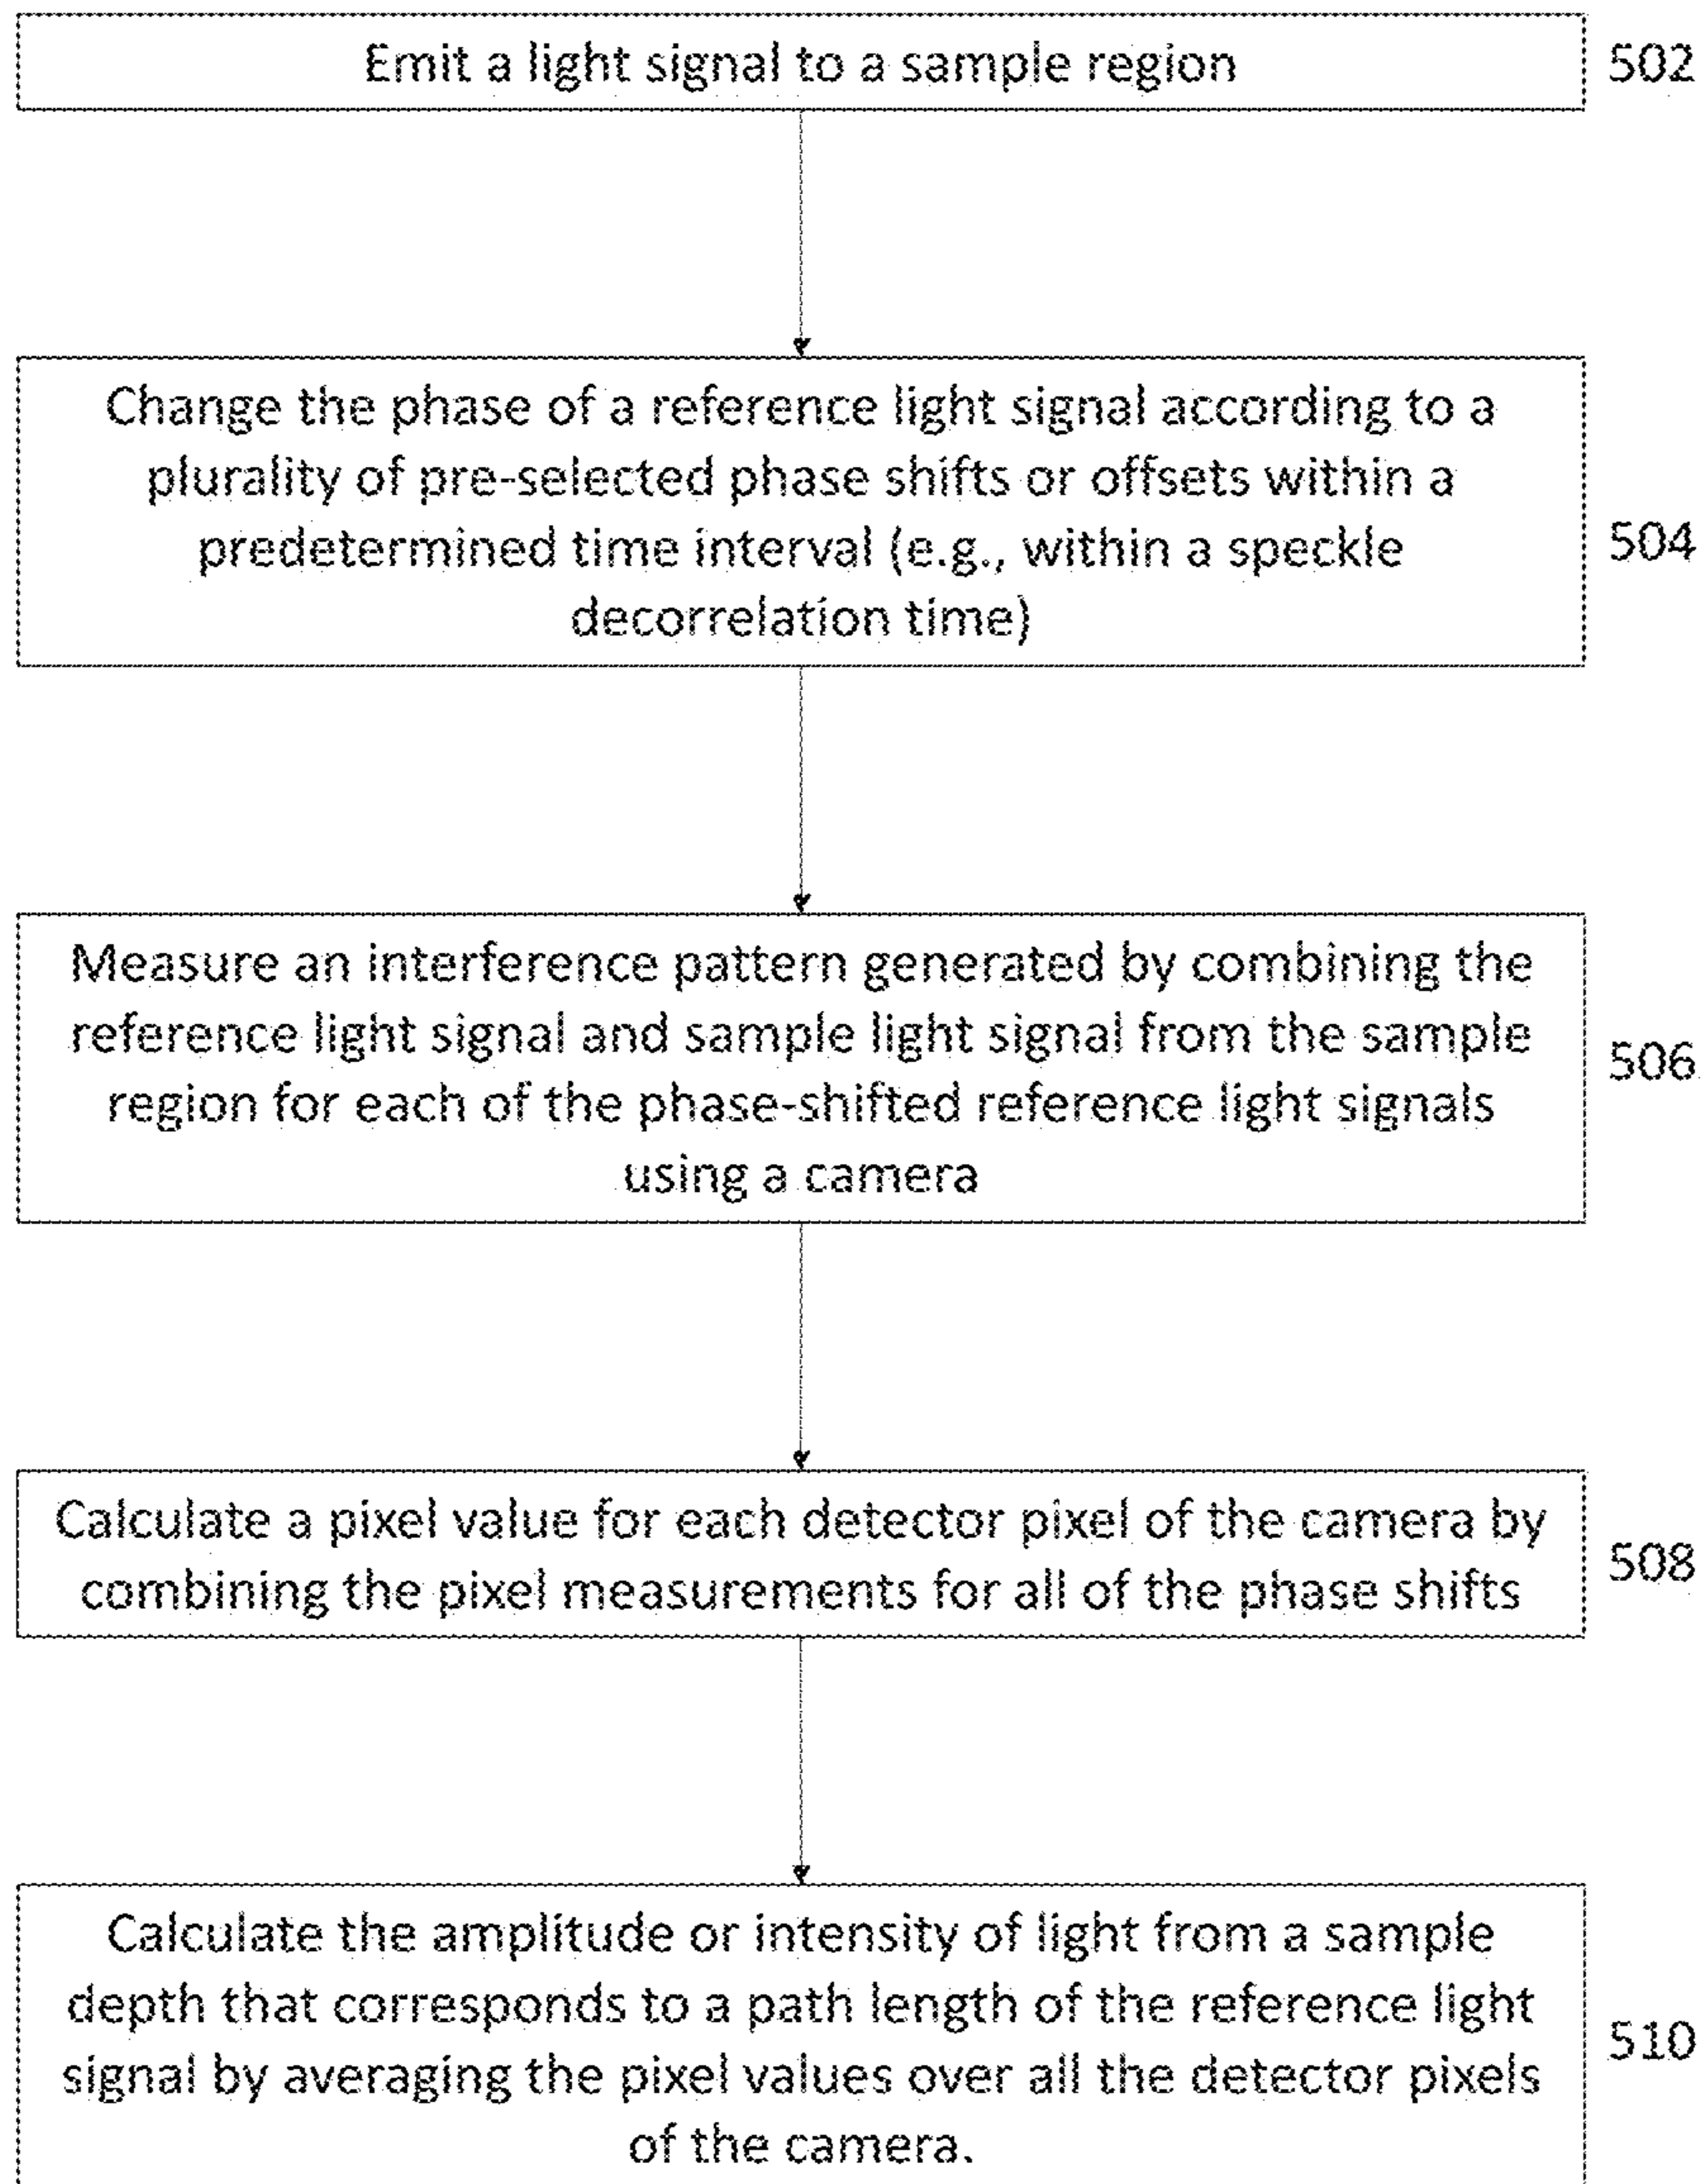 Emit a light signal to a sample region
502
Change the phase of a reference light signal according to a
plurality of pre-selected phase shifts or offsets within a
predetermined time interval (e.g., within a speckle
decorrelation time)
504
Measure an interference pattern generated by combining the
reference light signal and sample light signal from the sample
region for each of the phase-shifted reference light signals
using a camera
506
Calculate a pixel value for each detector pixel of the camera by
combining the pixel measurements for all of the phase shifts
508
Calculate the amplitude or intensity of light from a sample
depth that corresponds to a path length of the reference light
signal by averaging the pixel values over all the detector pixels
of the camera.
510